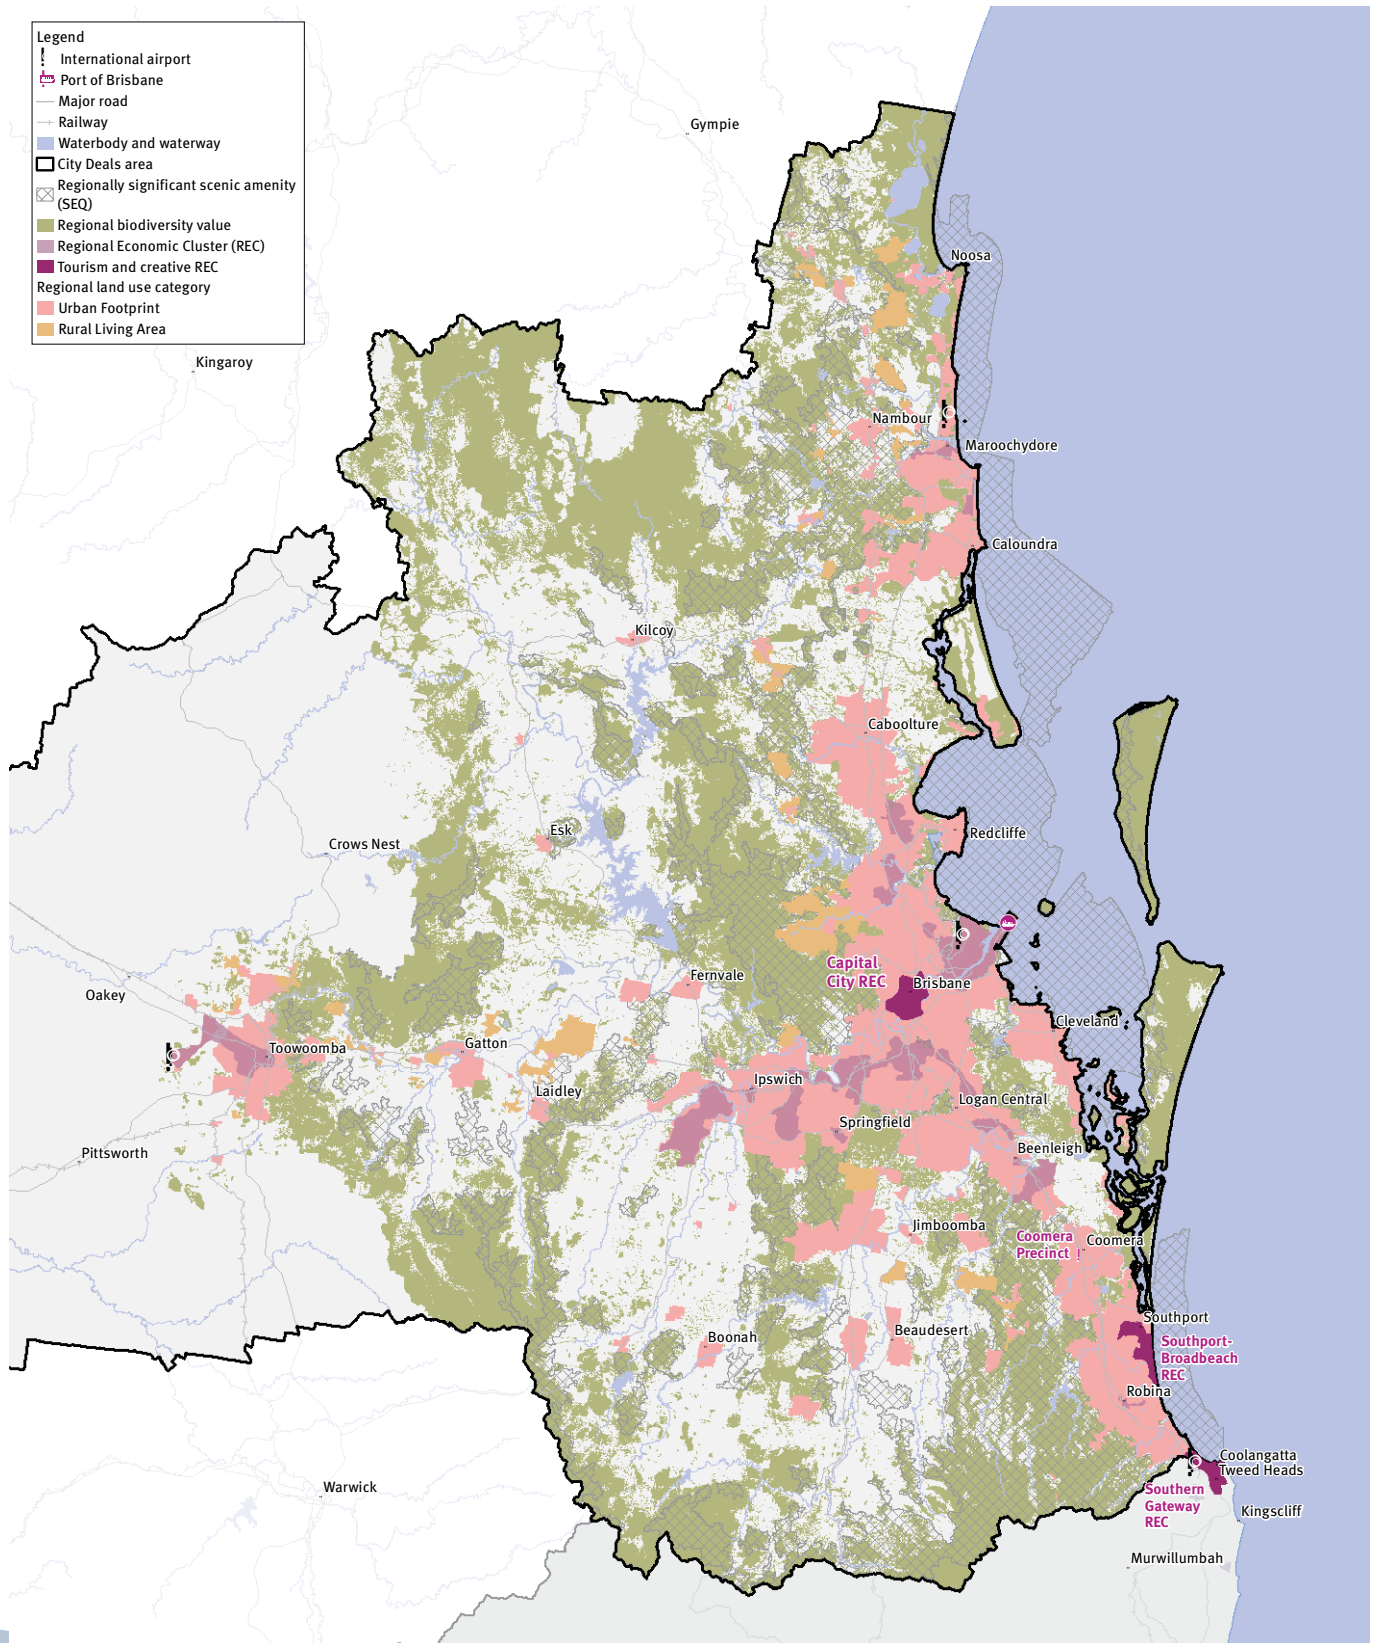 Legend
International airport
Port of Brisbane
Major road
Railway
Waterbody and waterway
City Deals area
Regionally significant scenic amenity
(SEQ)
Regional biodiversity value
Regional Economic Cluster (REC)
Tourism and creative REC
Regional land use category
Urban Footprint
Rural Living Area
Gympie
Noosa
Kingaroy
Nambour
Maroochydore
Caloundra
Kilcoy
Caboolture
Esk
Redcliffe
Crows Nest
Capital
City REC
Fernvale
Brisbane
Oakey
Cleveland
Toowoomba
Gatton
Ipswich
Laidley
Logan Central
Springfield
Pittsworth
Beenleigh
Jimboomba
Coomera
Precinct
Coomera
Southport
Boonah
Beaudesert
Southport-
Broadbeach
REC
Robina
Coolangatta
Tweed Heads
Warwick
Southern
Gateway
REC
Kingscliff
Murwillumbah